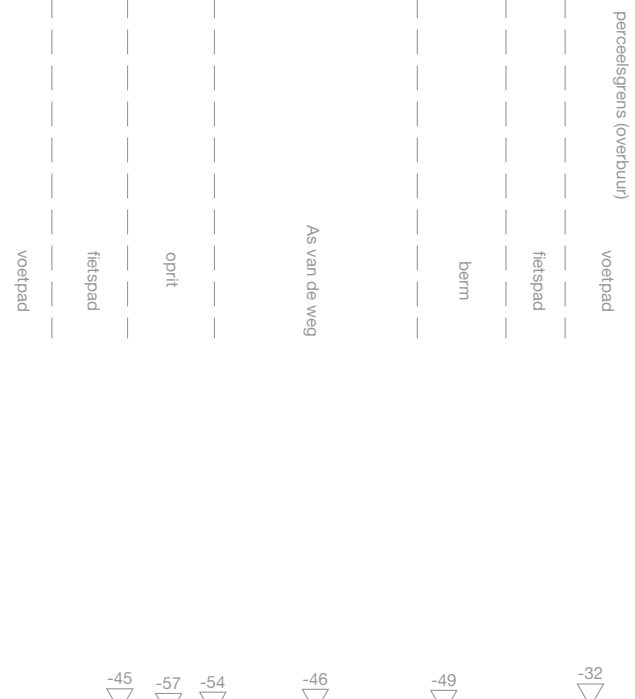 perceelsgrens (overbuur)
voetpad
fietspad
oprit
As van de weg
berm
fietspad
voetpad
-45
-57
-54
-46
-49
-32